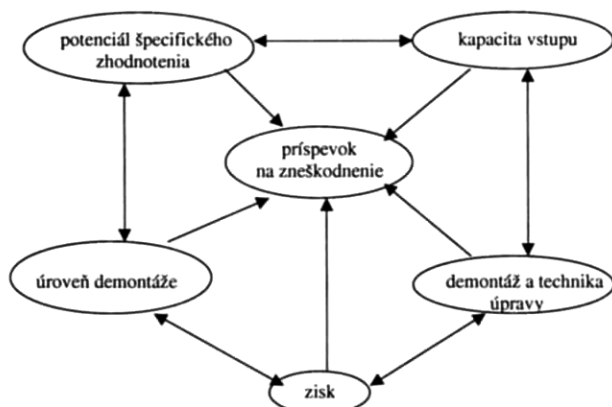 potenciál špecifického
zhodnotenia
kapacita vstupu
príspevok
na zneškodnenie
úroveň demontáže
demontáž a technika
úpravy
zisk